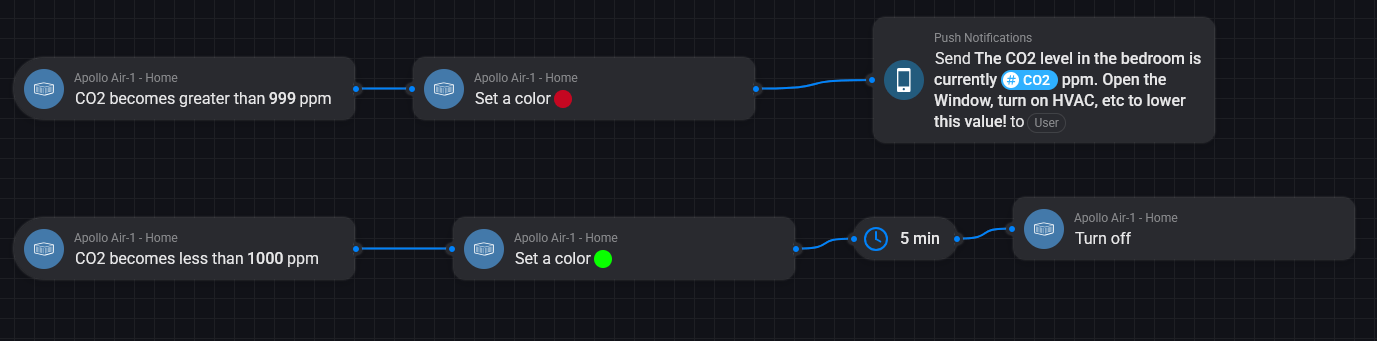 Apollo Air-1 - Home
CO2 becomes greater than 999 ppm
Apollo Air-1 - Home
Set a color
Push Notifications
Send The CO2 level in the bedroom is
currently # CO2 ppm. Open the
Window, turn on HVAC, etc to lower
this value! to User
Apollo Air-1 - Home
CO2 becomes less than 1000 ppm
Apollo Air-1 - Home
Set a color
5 min
Apollo Air-1 - Home
Turn off